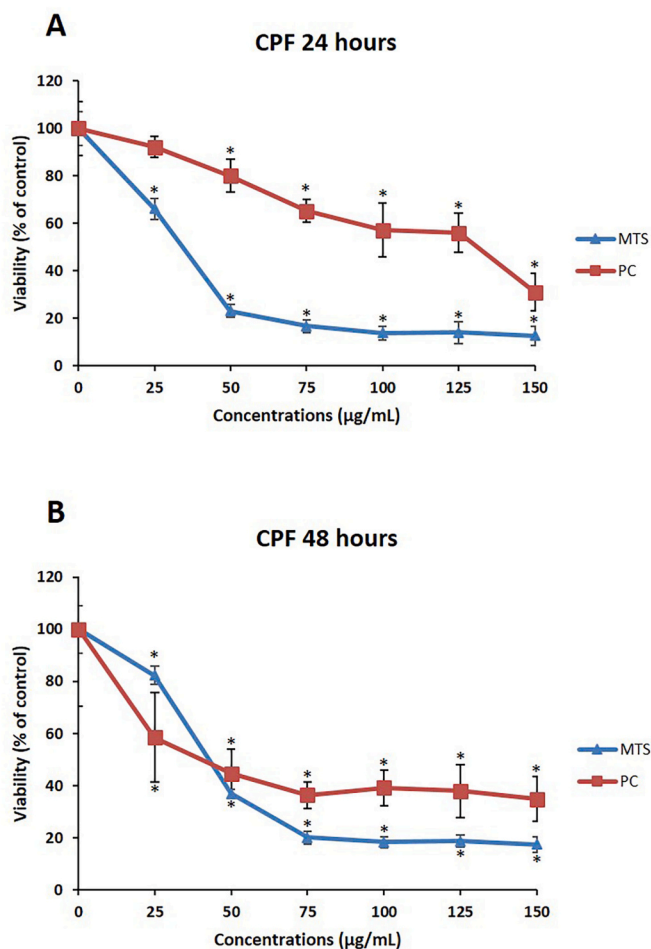 A
CPF 24 hours
120
100
80
60
40
20
0
Viability (% of control)
* * * * * *
* * * * * *
0 25 50 75 100 125 150
Concentrations (µg/mL)
MTS
PC
B
CPF 48 hours
120
100
80
60
40
20
0
Viability (% of control)
* * * * * *
* * * * * *
0 25 50 75 100 125 150
Concentrations (µg/mL)
MTS
PC